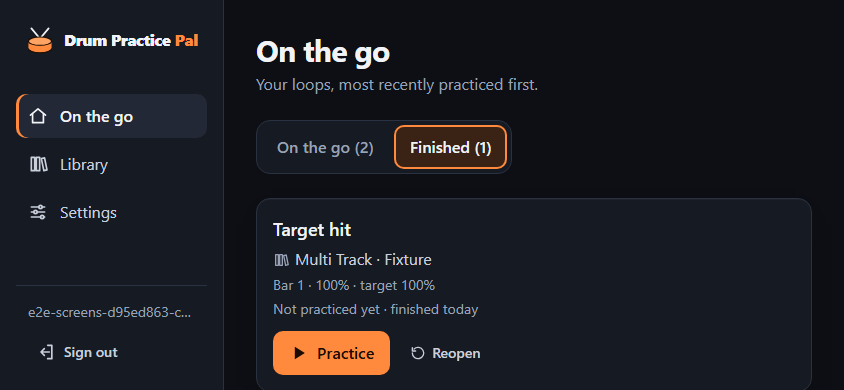 Drum Practice Pal
On the go
Library
Settings
e2e-screens-d95ed863-c...
Sign out
On the go
Your loops, most recently practiced first.
On the go (2)
Finished (1)
Target hit
Multi Track · Fixture
Bar 1 · 100% · target 100%
Not practiced yet · finished today
Practice
Reopen